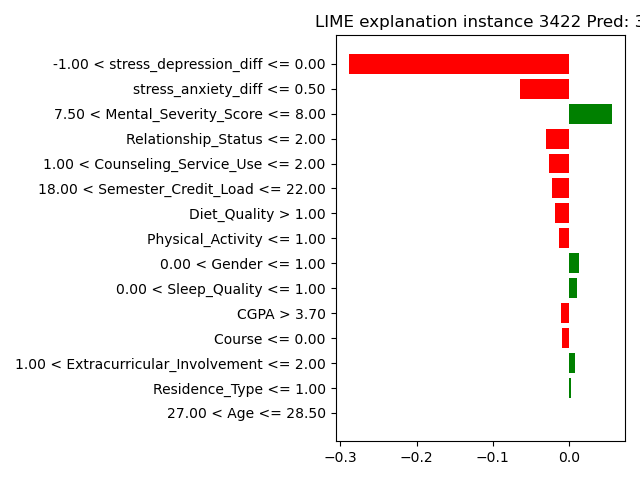 LIME explanation instance 3422 Pred: 3
-1.00 < stress_depression_diff <= 0.00
stress_anxiety_diff <= 0.50
7.50 < Mental_Severity_Score <= 8.00
Relationship_Status <= 2.00
1.00 < Counseling_Service_Use <= 2.00
18.00 < Semester_Credit_Load <= 22.00
Diet_Quality > 1.00
Physical_Activity <= 1.00
0.00 < Gender <= 1.00
0.00 < Sleep_Quality <= 1.00
CGPA > 3.70
Course <= 0.00
1.00 < Extracurricular_Involvement <= 2.00
Residence_Type <= 1.00
27.00 < Age <= 28.50
−0.3 −0.2 −0.1 0.0